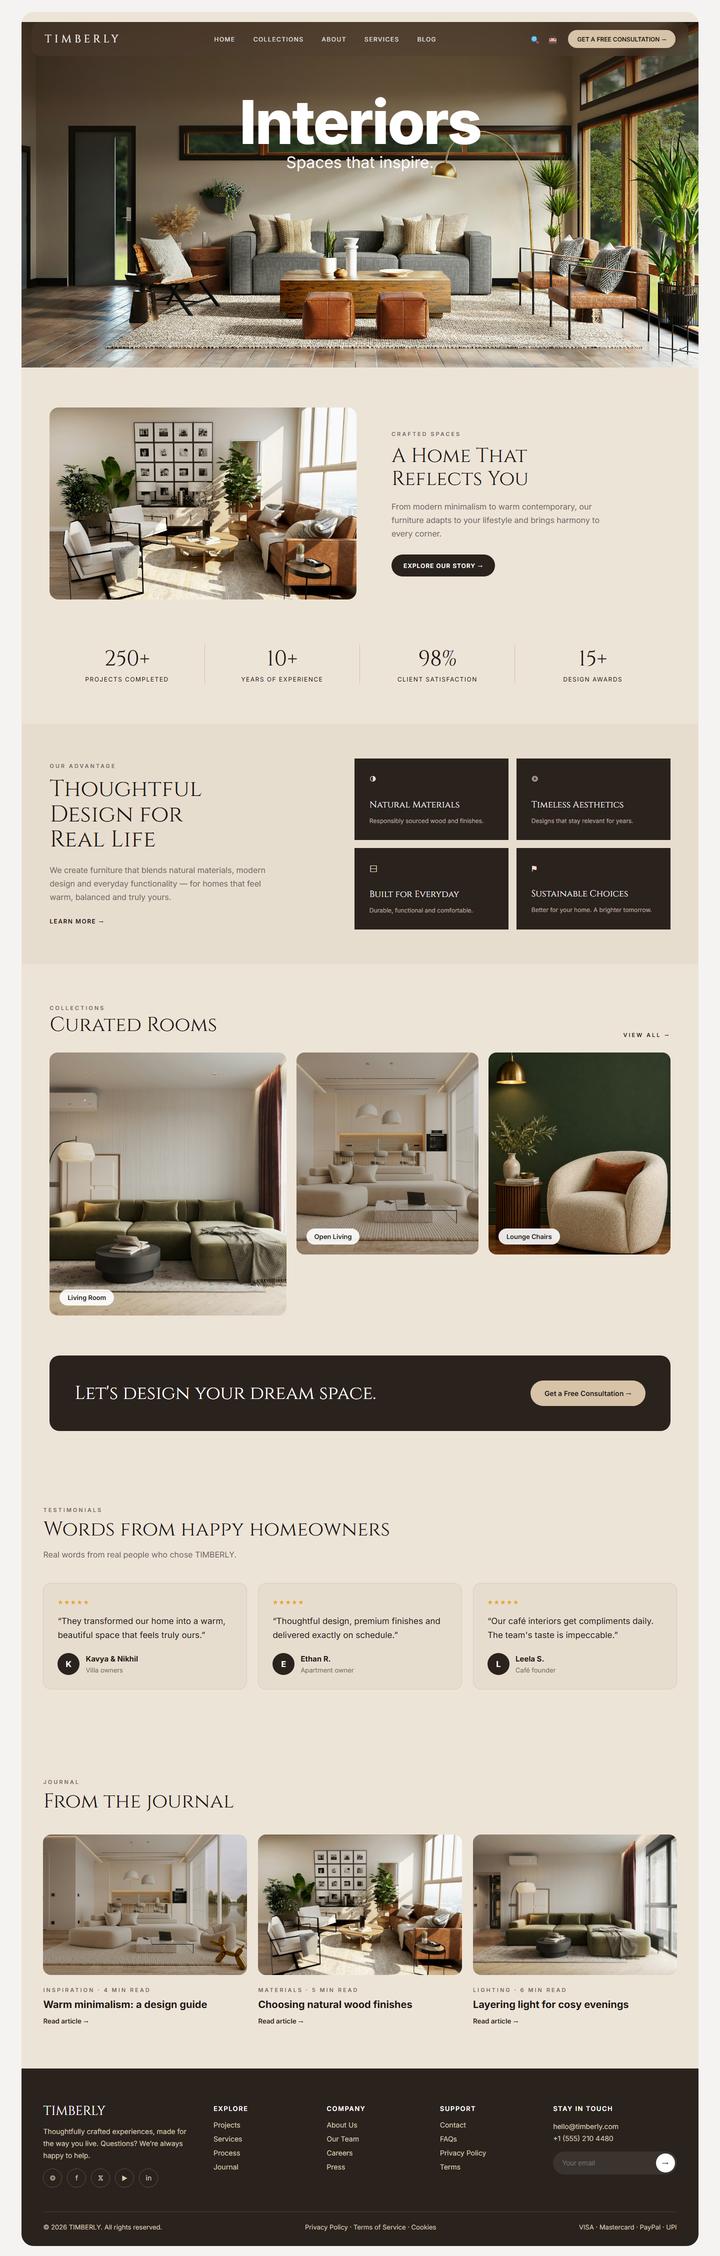 TIMBERLY
HOME COLLECTIONS ABOUT SERVICES BLOG
GET A FREE CONSULTATION →
Interiors
Spaces that inspire.
CRAFTED SPACES
A Home That
Reflects You
From modern minimalism to warm contemporary, our
furniture adapts to your lifestyle and brings harmony to
every corner.
EXPLORE OUR STORY →
250+ 10+ 98% 15+
PROJECTS COMPLETED YEARS OF EXPERIENCE CLIENT SATISFACTION DESIGN AWARDS
OUR ADVANTAGE
Thoughtful
Design for
Real Life
We create furniture that blends natural materials, modern
design and everyday functionality — for homes that feel
warm, balanced and truly yours.
LEARN MORE →
Natural Materials
Responsibly sourced wood and finishes.
Timeless Aesthetics
Designs that stay relevant for years.
Built for Everyday
Durable, functional and comfortable.
Sustainable Choices
Better for your home. A brighter tomorrow.
COLLECTIONS
Curated Rooms
VIEW ALL →
Living Room
Open Living
Lounge Chairs
Let's design your dream space.
Get a Free Consultation →
TESTIMONIALS
Words from happy homeowners
Real words from real people who chose TIMBERLY.
★★★★★
“They transformed our home into a warm,
beautiful space that feels truly ours.”
K
Kavya & Nikhil
Villa owners
★★★★★
“Thoughtful design, premium finishes and
delivered exactly on schedule.”
E
Ethan R.
Apartment owner
★★★★★
“Our café interiors get compliments daily.
The team's taste is impeccable.”
L
Leela S.
Café founder
JOURNAL
From the journal
INSPIRATION · 4 MIN READ
Warm minimalism: a design guide
Read article →
MATERIALS · 5 MIN READ
Choosing natural wood finishes
Read article →
LIGHTING · 6 MIN READ
Layering light for cosy evenings
Read article →
TIMBERLY
Thoughtfully crafted experiences, made for
the way you live. Questions? We're always
happy to help.
f X in
EXPLORE
Projects
Services
Process
Journal
COMPANY
About Us
Our Team
Careers
Press
SUPPORT
Contact
FAQs
Privacy Policy
Terms
STAY IN TOUCH
hello@timberly.com
+1 (555) 210 4480
Your email
→
© 2026 TIMBERLY. All rights reserved.
Privacy Policy · Terms of Service · Cookies
VISA · Mastercard · PayPal · UPI